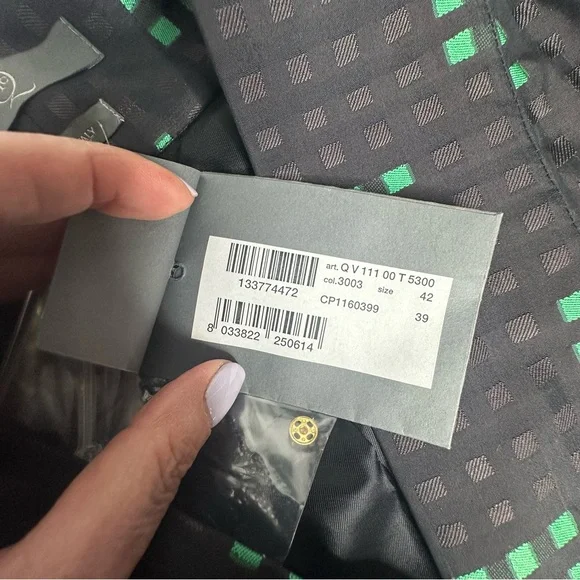 art. Q V 111 00 T 5300
col.3003 size 42
133774472
CP1160399 39
8 033822 250614